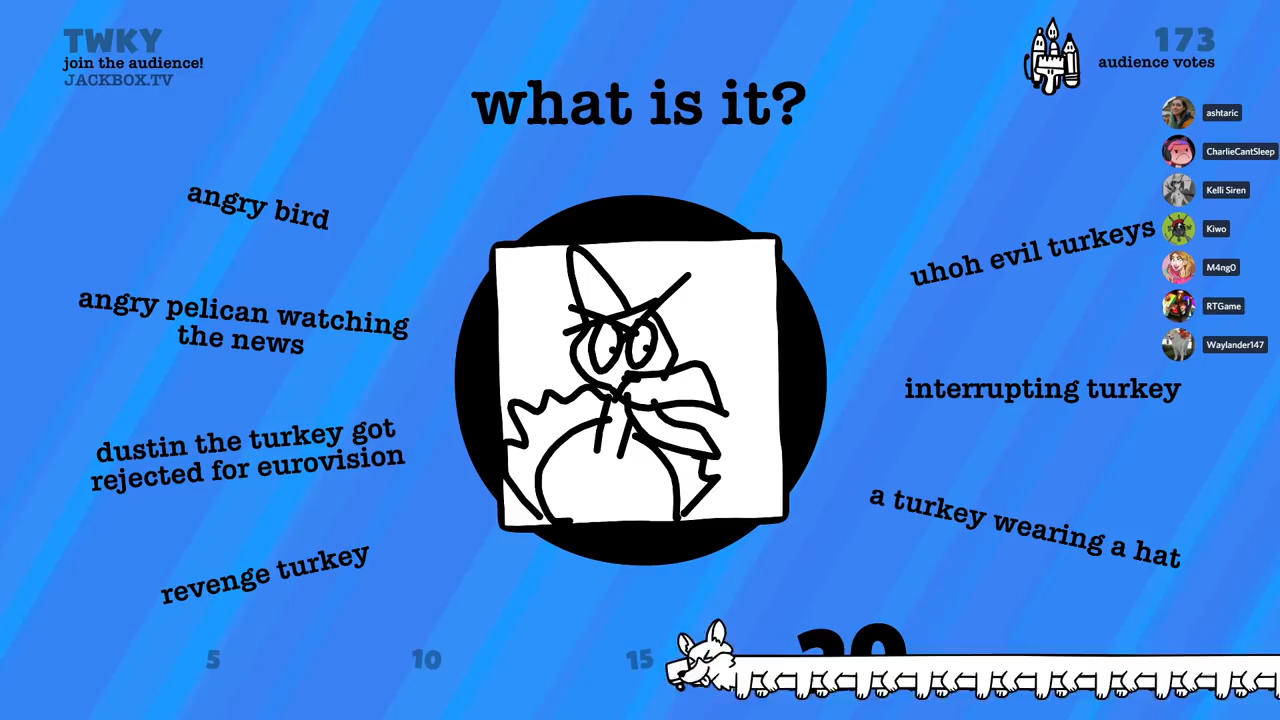 TWKY
join the audience!
JACKBOX.TV
173
audience votes
what is it?
ashtaric
CharlieCantSleep
Kelli Siren
Kiwo
M4ng0
RTGame
Waylander147
angry bird
angry pelican watching
the news
dustin the turkey got
rejected for eurovision
revenge turkey
uhoh evil turkeys
interrupting turkey
a turkey wearing a hat
5
10
15
20